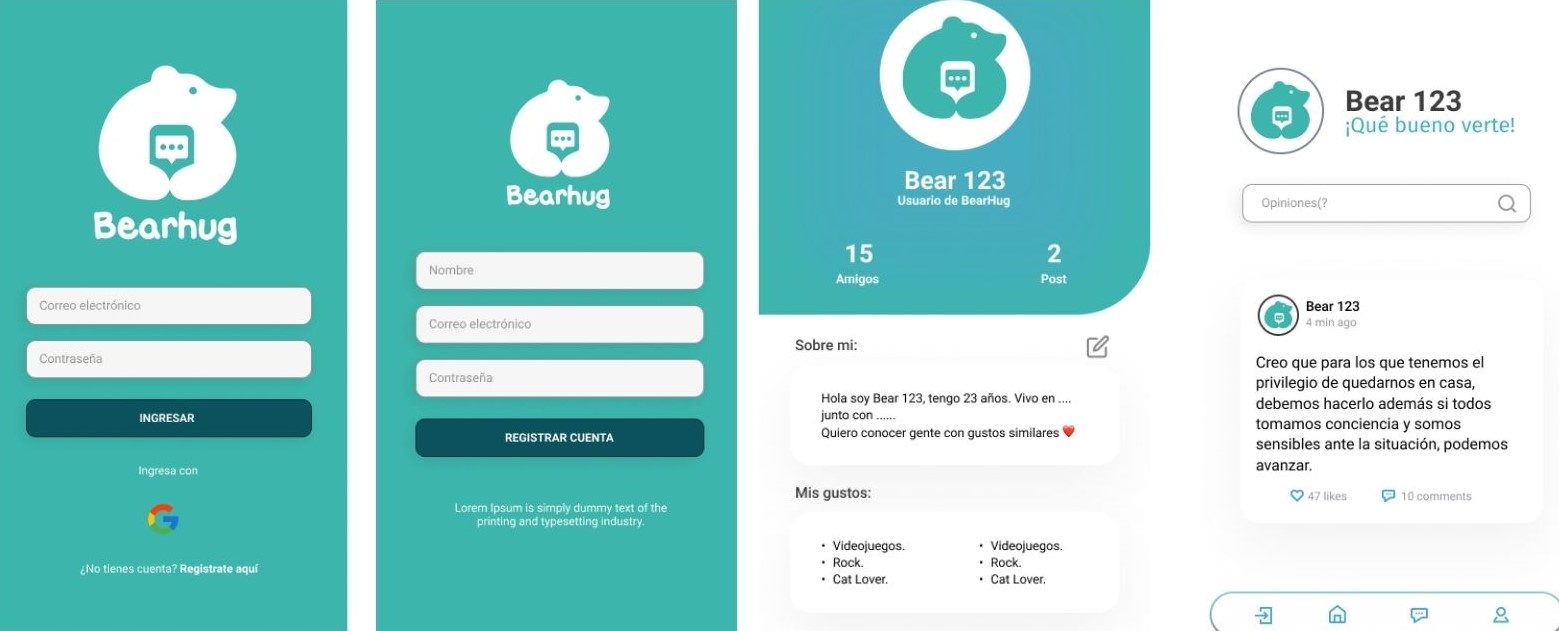 Bearhug
Correo electrónico
Contraseña
INGRESAR
Ingresa con
¿No tienes cuenta? Registrate aquí
Bearhug
Nombre
Correo electrónico
Contraseña
REGISTRAR CUENTA
Lorem Ipsum is simply dummy text of the
printing and typesetting industry.
Bear 123
Usuario de BearHug
15
Amigos
2
Post
Sobre mi:
Hola soy Bear 123, tengo 23 años. Vivo en ....
junto con ......
Quiero conocer gente con gustos similares ❤️
Mis gustos:
• Videojuegos.
• Rock.
• Cat Lover.
• Videojuegos.
• Rock.
• Cat Lover.
Bear 123
¡Qué bueno verte!
Opiniones(?
Bear 123
4 min ago
Creo que para los que tenemos el
privilegio de quedarnos en casa,
debemos hacerlo además si todos
tomamos conciencia y somos
sensibles ante la situación, podemos
avanzar.
47 likes
10 comments